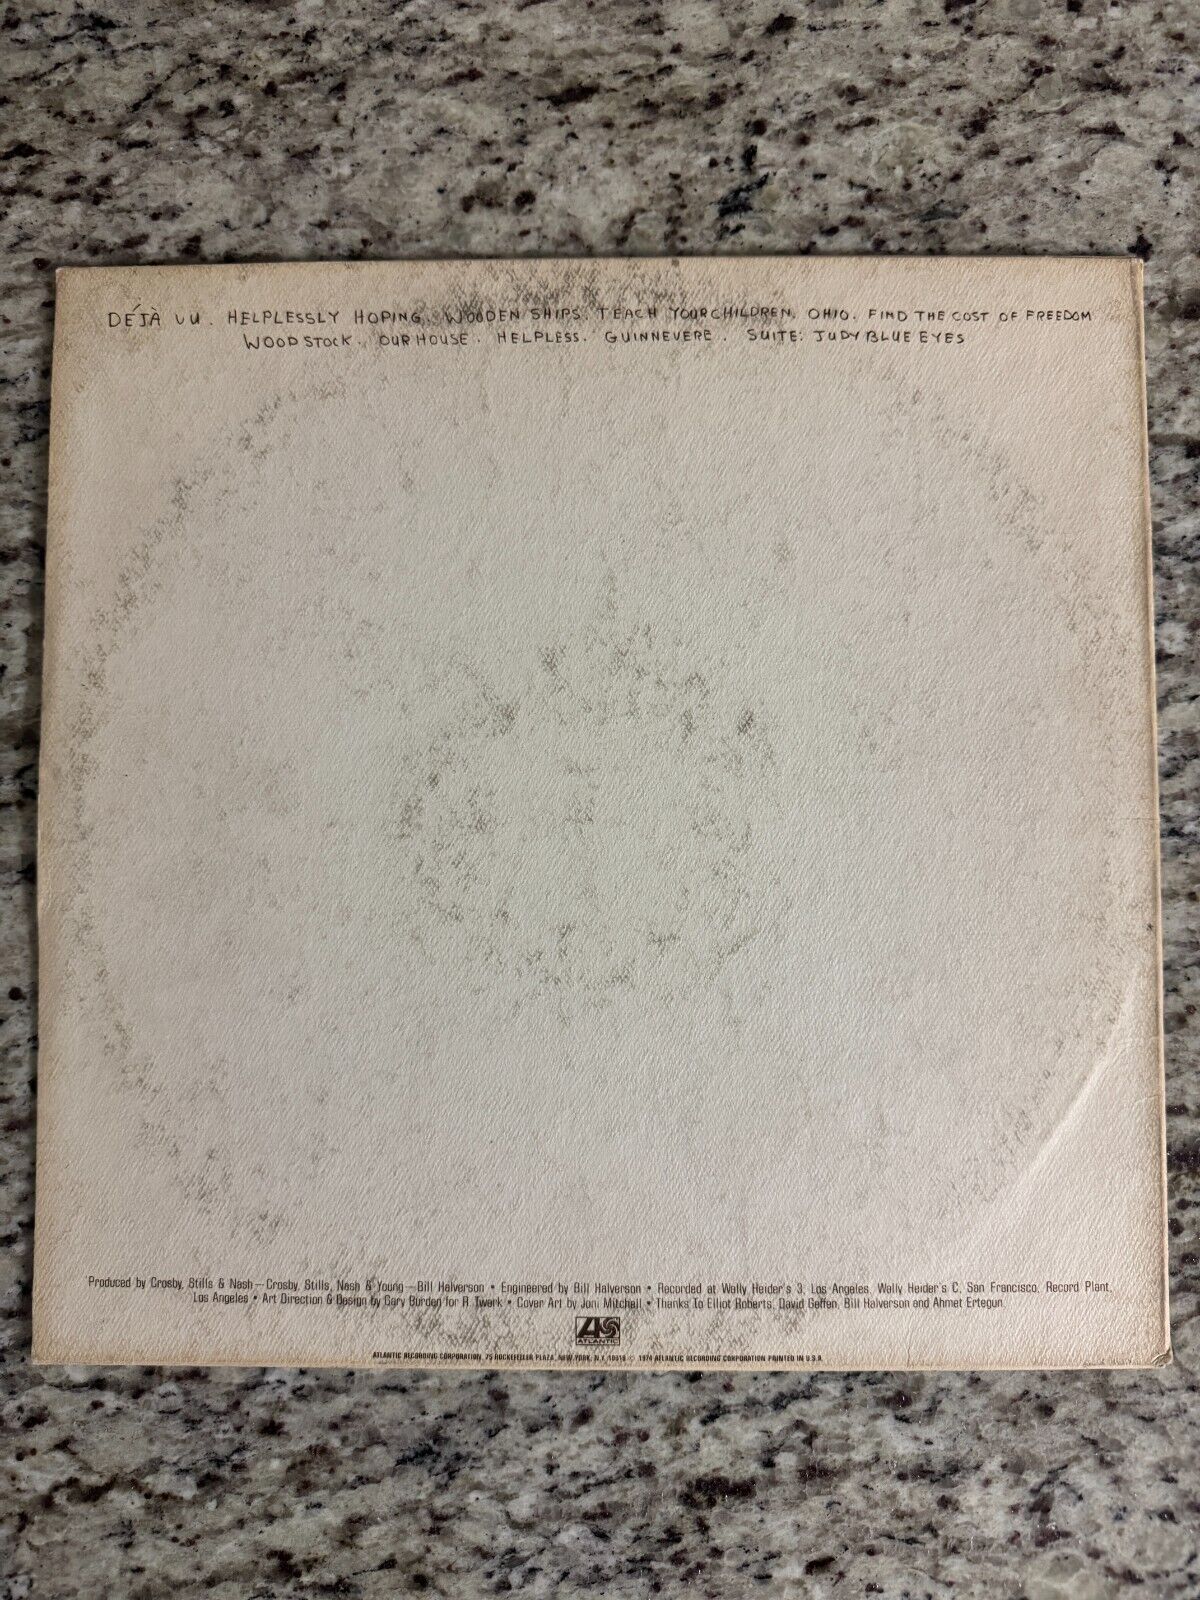 DÉJÀ VU. HELPLESSLY HOPING. WOODEN SHIPS. TEACH YOUR CHILDREN. OHIO. FIND THE COST OF FREEDOM
WOODSTOCK. OUR HOUSE. HELPLESS. GUINNEVERE. SUITE: JUDY BLUE EYES
Produced by Crosby, Stills & Nash—Crosby, Stills, Nash & Young—Bill Halverson • Engineered by Bill Halverson • Recorded at Wally Heider's 3, Los Angeles, Wally Heider's C, San Francisco, Record Plant,
Los Angeles • Art Direction & Design by Gary Burden for R. Twerk • Cover Art by Joni Mitchell • Thanks To Elliot Roberts, David Geffen, Bill Halverson and Ahmet Ertegun.
ATLANTIC
ATLANTIC RECORDING CORPORATION, 75 ROCKEFELLER PLAZA, NEW YORK, N.Y. 10019 © 1974 ATLANTIC RECORDING CORPORATION PRINTED IN U.S.A.